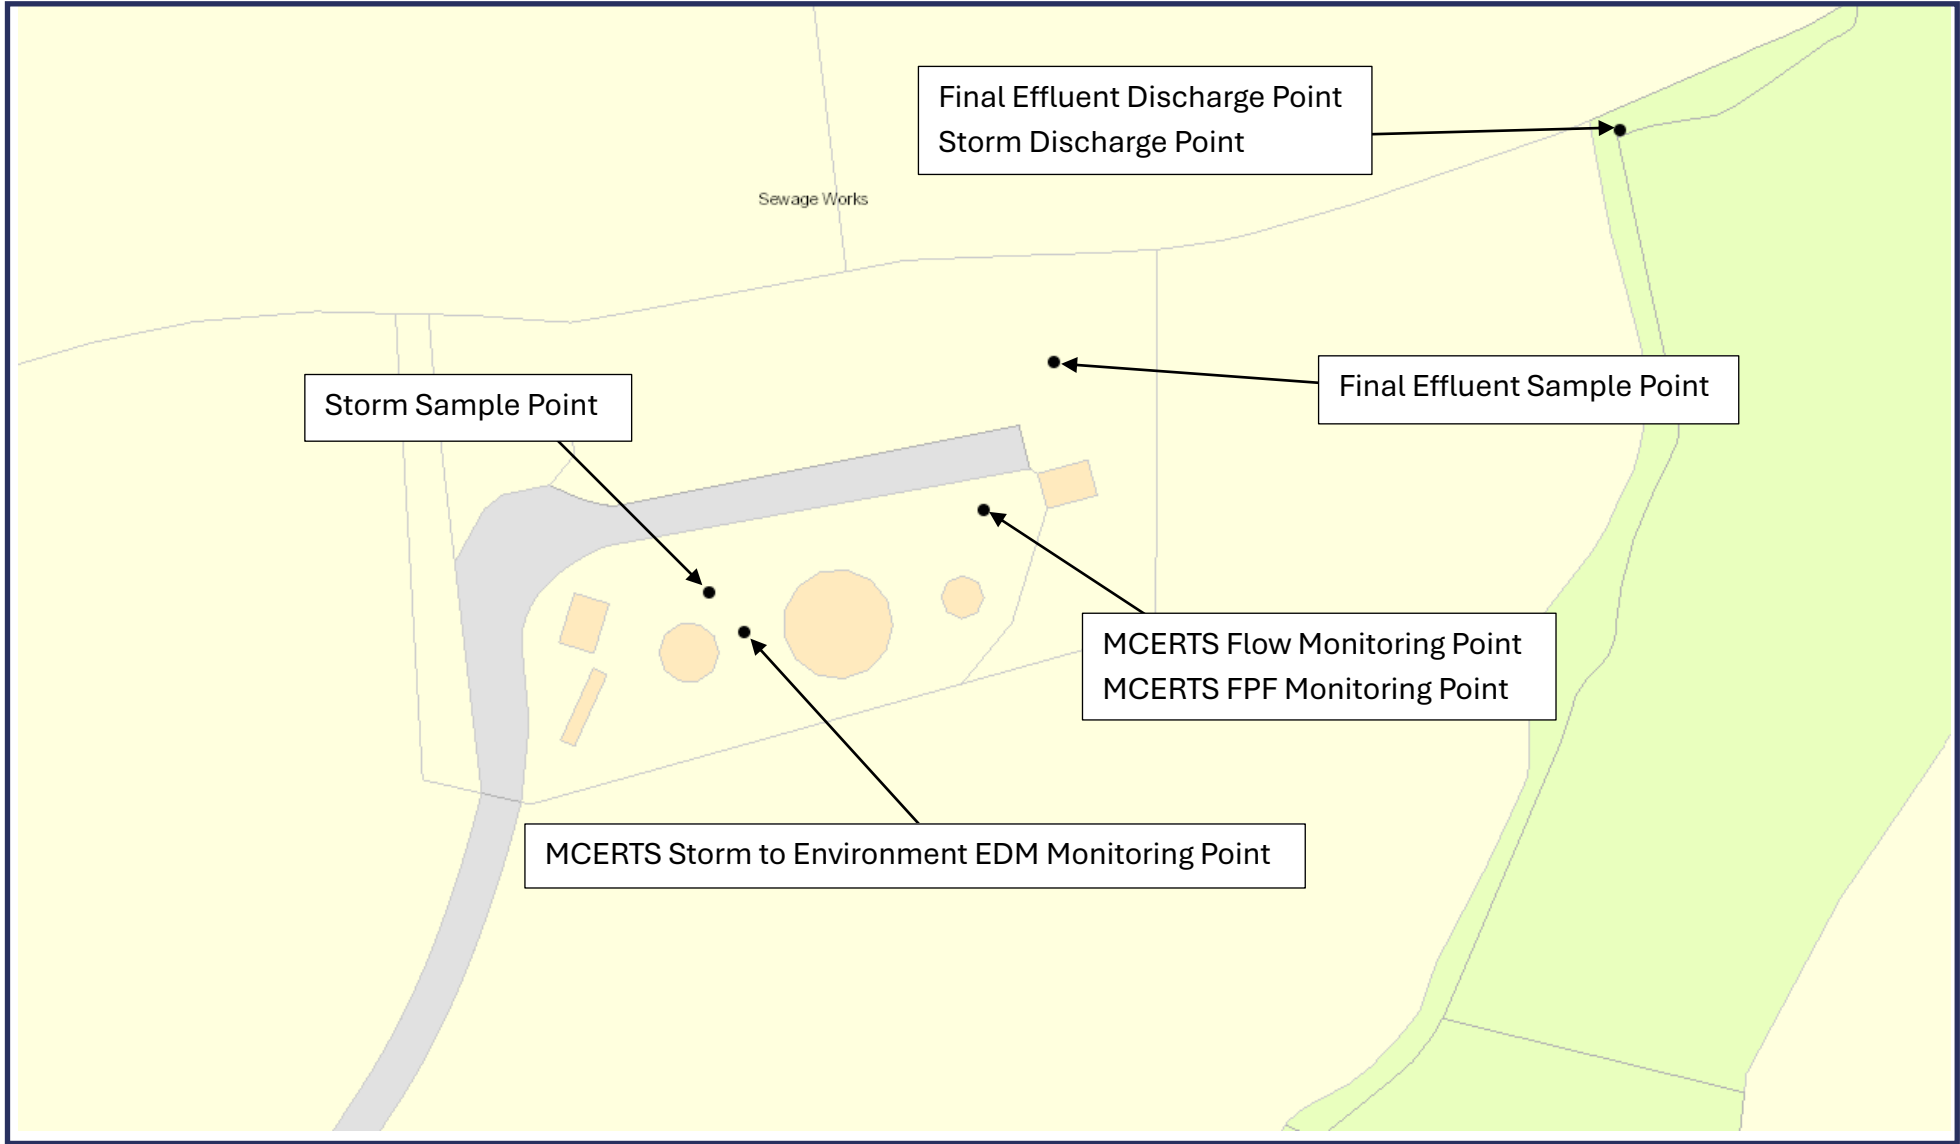 Final Effluent Discharge Point
Storm Discharge Point
Sewage Works
Final Effluent Sample Point
Storm Sample Point
MCERTS Flow Monitoring Point
MCERTS FPF Monitoring Point
MCERTS Storm to Environment EDM Monitoring Point